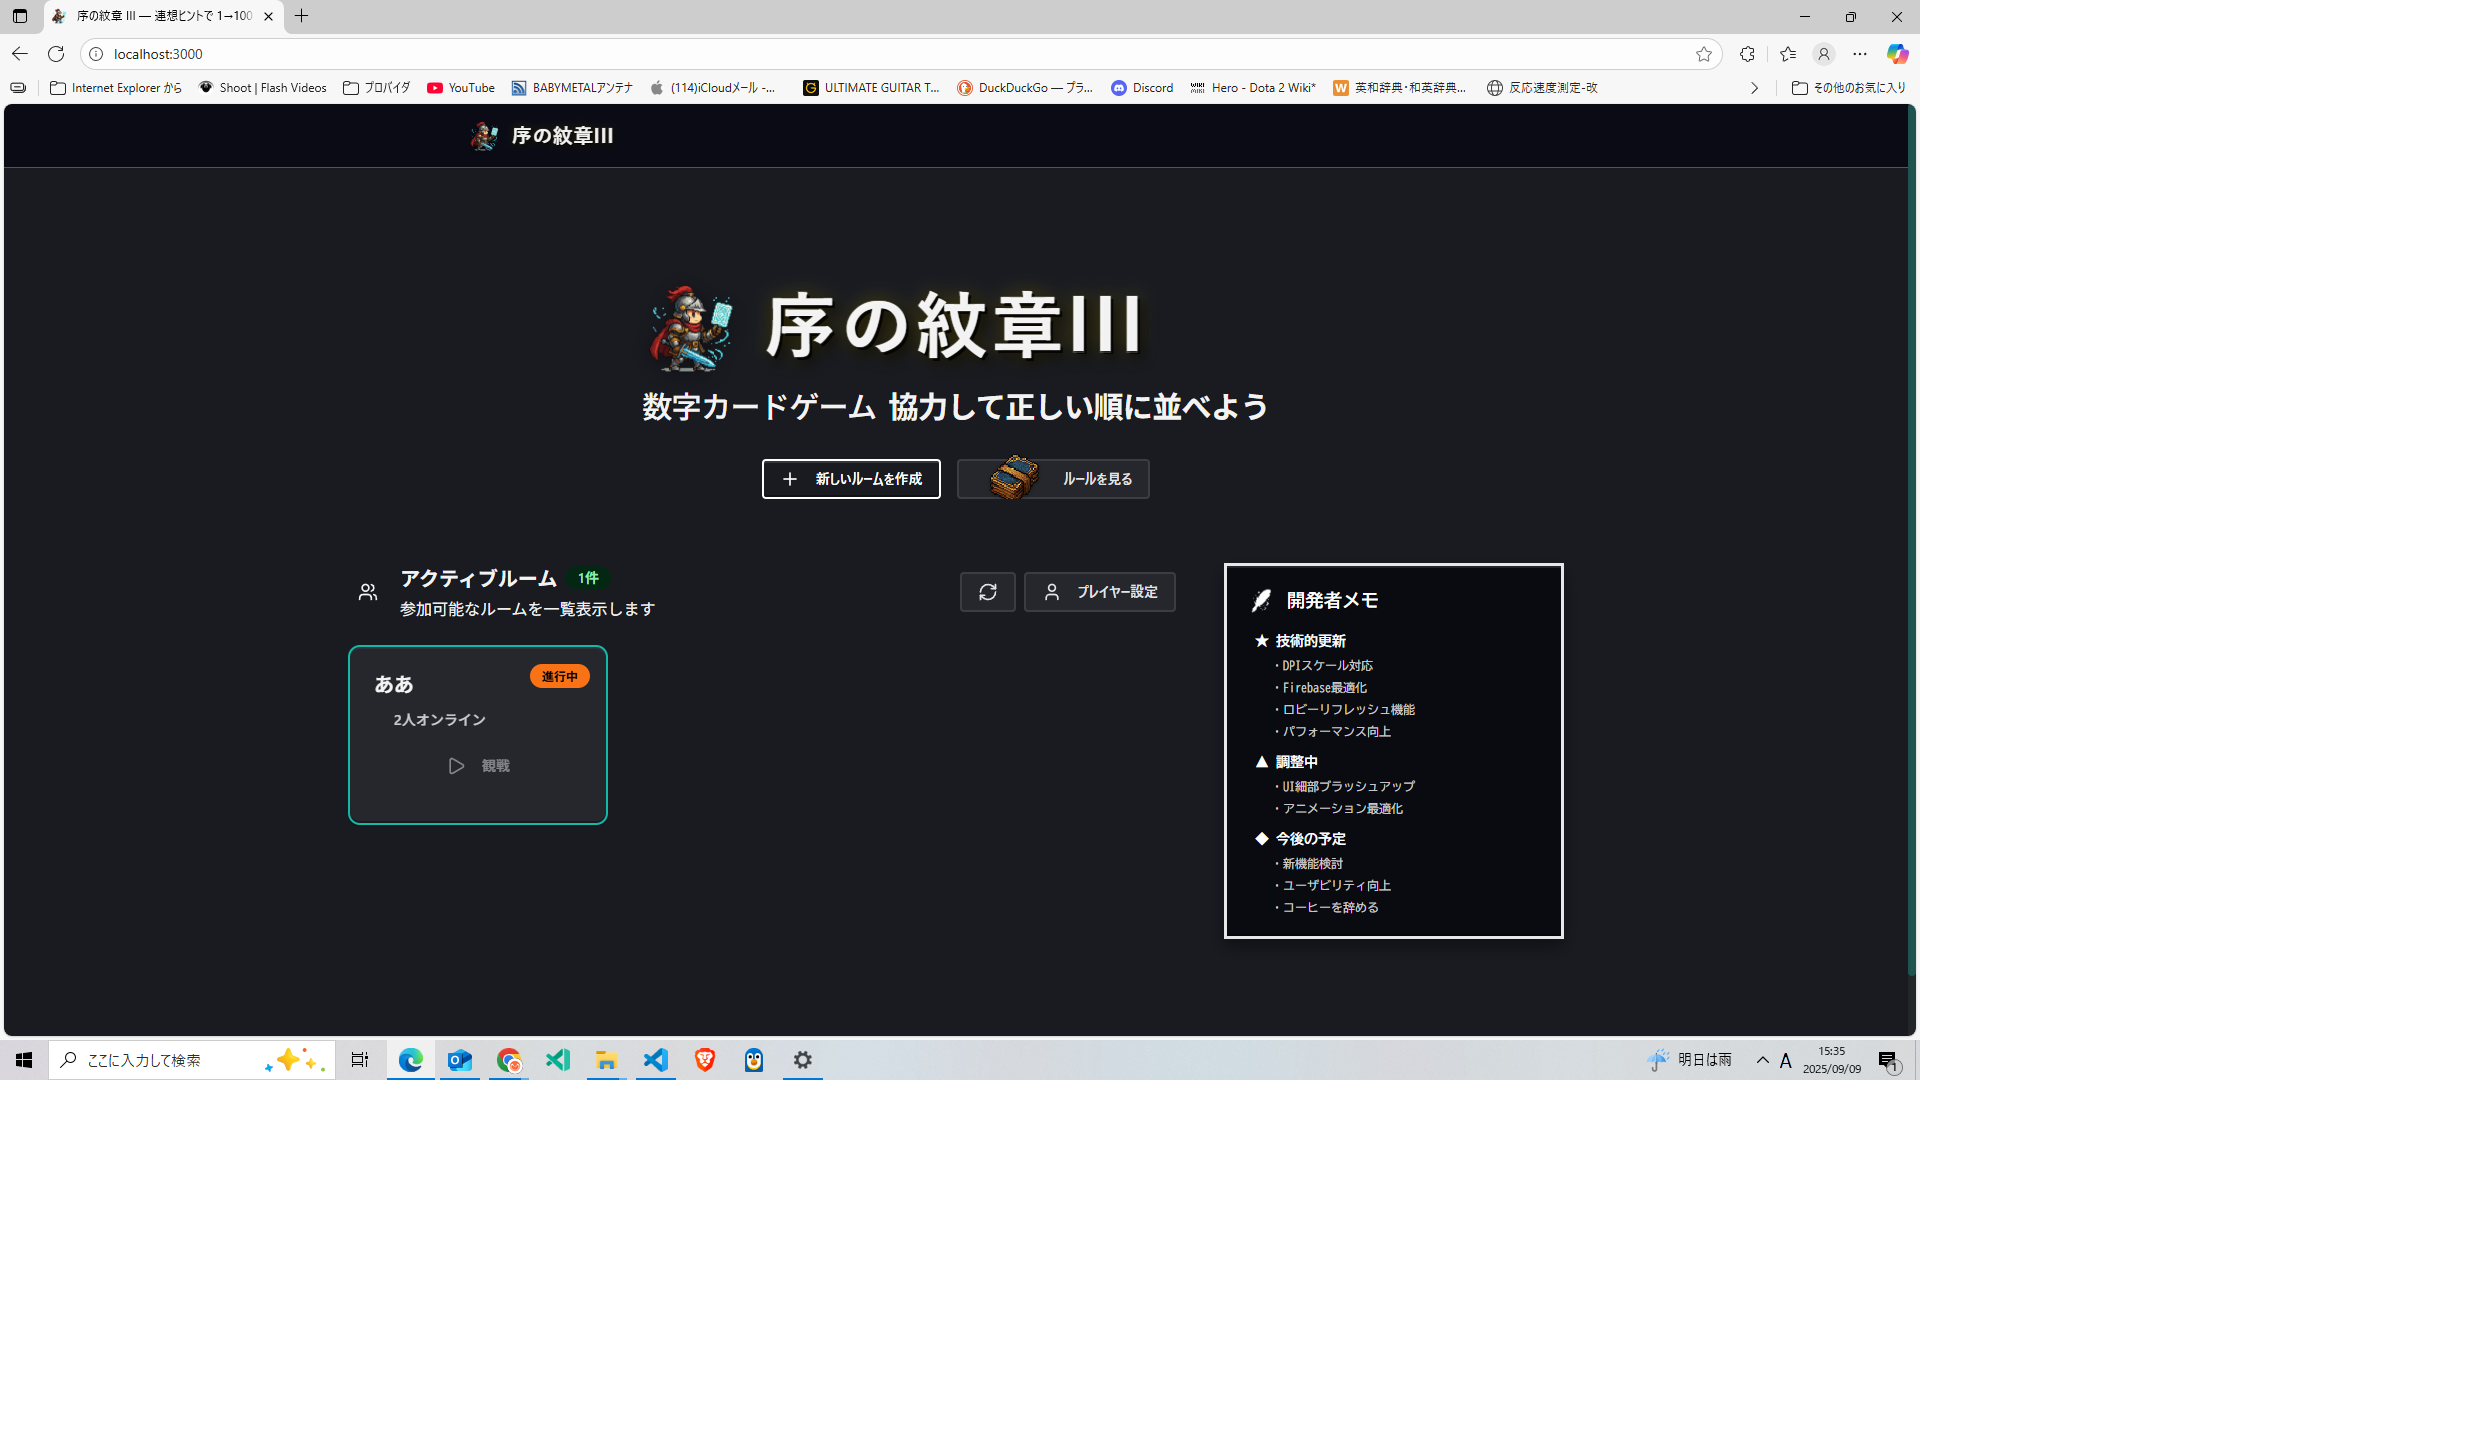 序の紋章 III — 連想ヒントで 1→100
localhost:3000
Internet Explorer から
Shoot | Flash Videos
プロバイダ
YouTube
BABYMETALアンテナ
(114)iCloudメール -...
ULTIMATE GUITAR T...
DuckDuckGo — プラ...
Discord
Hero - Dota 2 Wiki*
英和辞典・和英辞典...
反応速度測定-改
その他のお気に入り
序の紋章III
序の紋章III
数字カードゲーム 協力して正しい順に並べよう
新しいルームを作成
ルールを見る
アクティブルーム 1件
参加可能なルームを一覧表示します
プレイヤー設定
ああ
進行中
2人オンライン
観戦
開発者メモ
★ 技術的更新
・DPIスケール対応
・Firebase最適化
・ロビーリフレッシュ機能
・パフォーマンス向上
▲ 調整中
・UI細部ブラッシュアップ
・アニメーション最適化
◆ 今後の予定
・新機能検討
・ユーザビリティ向上
・コーヒーを辞める
ここに入力して検索
明日は雨
A
15:35
2025/09/09
1